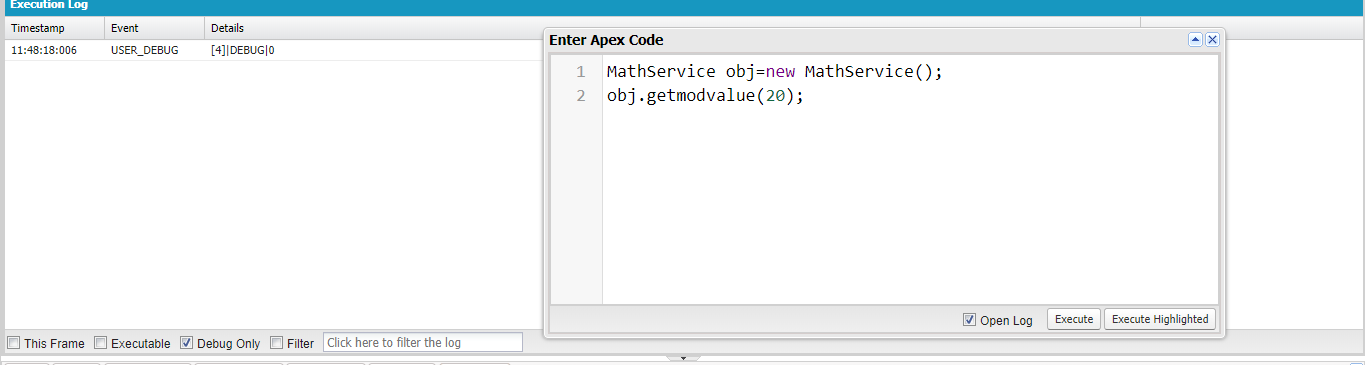 Execution Log
Timestamp Event Details
11:48:18:006 USER_DEBUG [4]|DEBUG|0
Enter Apex Code
1 MathService obj=new MathService();
2 obj.getmodvalue(20);
Open Log Execute Execute Highlighted
This Frame Executable Debug Only Filter Click here to filter the log